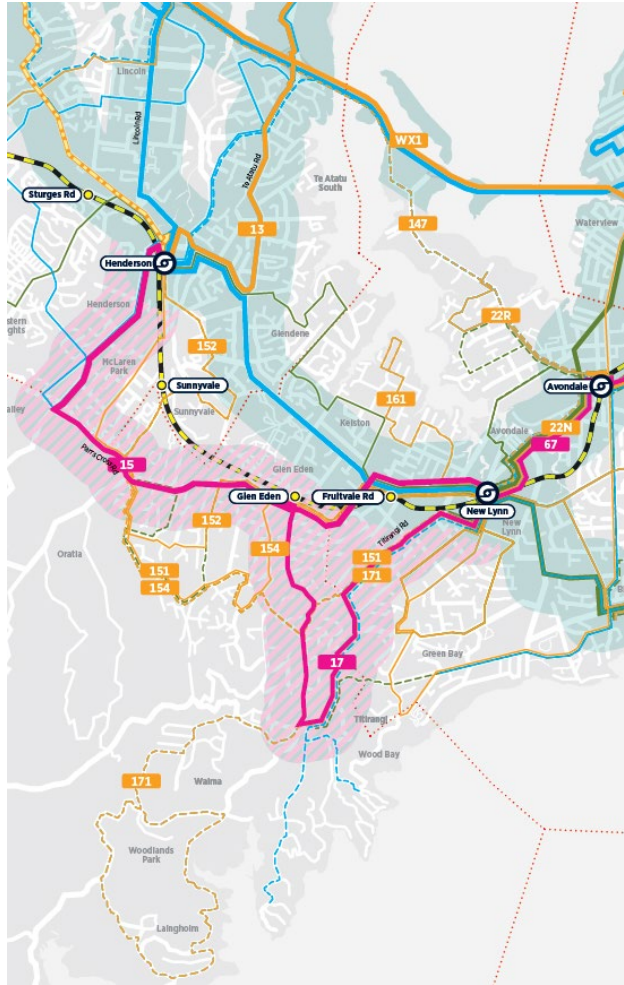 Lincoln
Lincoln Rd
Te Atatu Rd
WX1
Te Atatu
South
Sturges Rd
147
Waterview
13
Henderson
22R
Henderson
Glendene
152
McLaren
Park
Sunnyvale
Avondale
161
Sunnyvale
Kelston
Avondale
22N
67
Parrs Cross Rd
15
Glen Eden
Glen Eden
Fruitvale Rd
New Lynn
New
Lynn
152
Titirangi Rd
154
151
171
Oratia
151
154
Green Bay
17
Titirangi
Wood Bay
171
Waima
Woodlands
Park
Laingholm